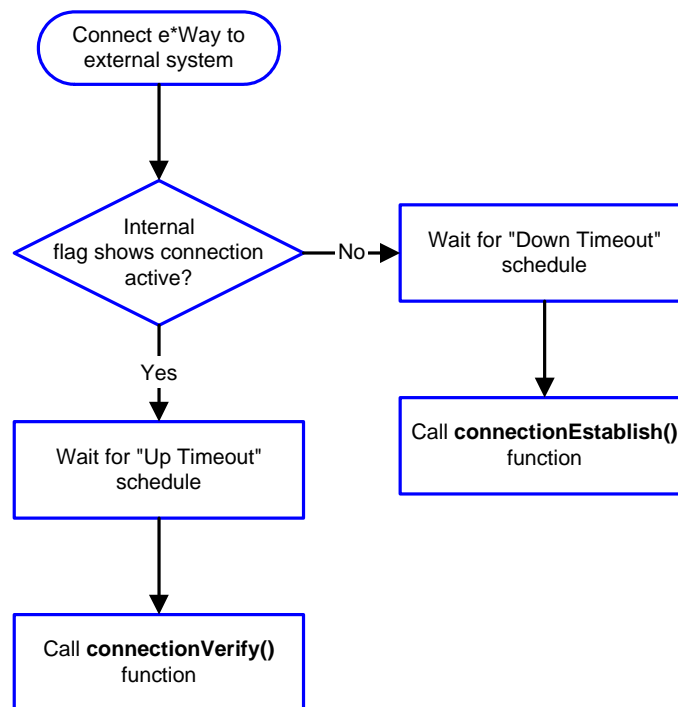 Connect e*Way to
external system
Internal
flag shows connection
active?
No
Wait for "Down Timeout"
schedule
Yes
Call connectionEstablish()
function
Wait for "Up Timeout"
schedule
Call connectionVerify()
function